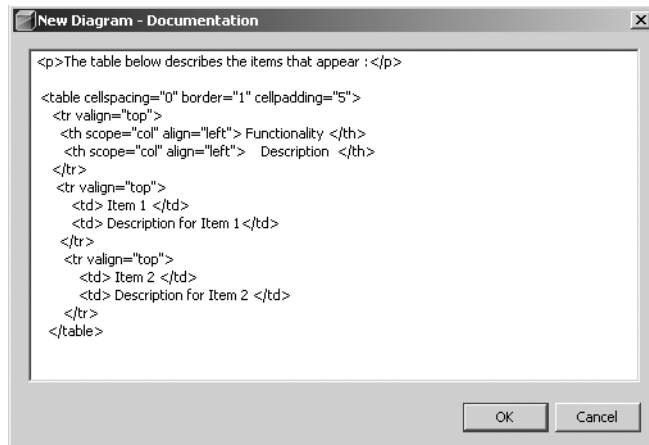 New Diagram - Documentation
<p>The table below describes the items that appear :</p>
<table cellspacing="0" border="1" cellpadding="5">
<tr valign="top">
<th scope="col" align="left"> Functionality </th>
<th scope="col" align="left">   Description  </th>
</tr>
<tr valign="top">
<td> Item 1 </td>
<td> Description for Item 1</td>
</tr>
<tr valign="top">
<td> Item 2 </td>
<td> Description for Item 2 </td>
</tr>
</table>
OK Cancel